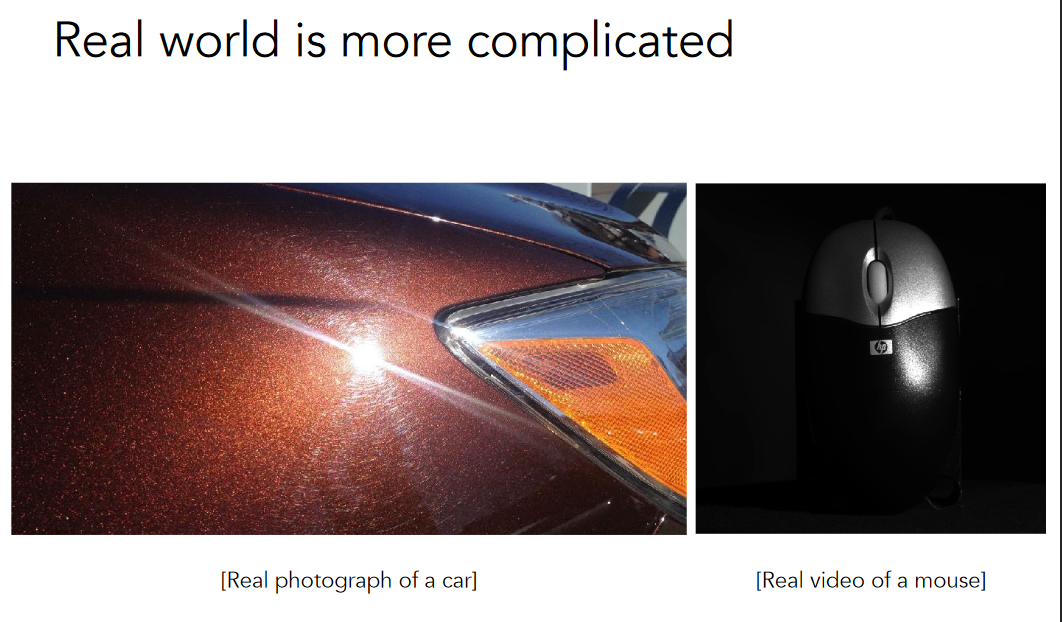 Real world is more complicated
hp
[Real photograph of a car]
[Real video of a mouse]